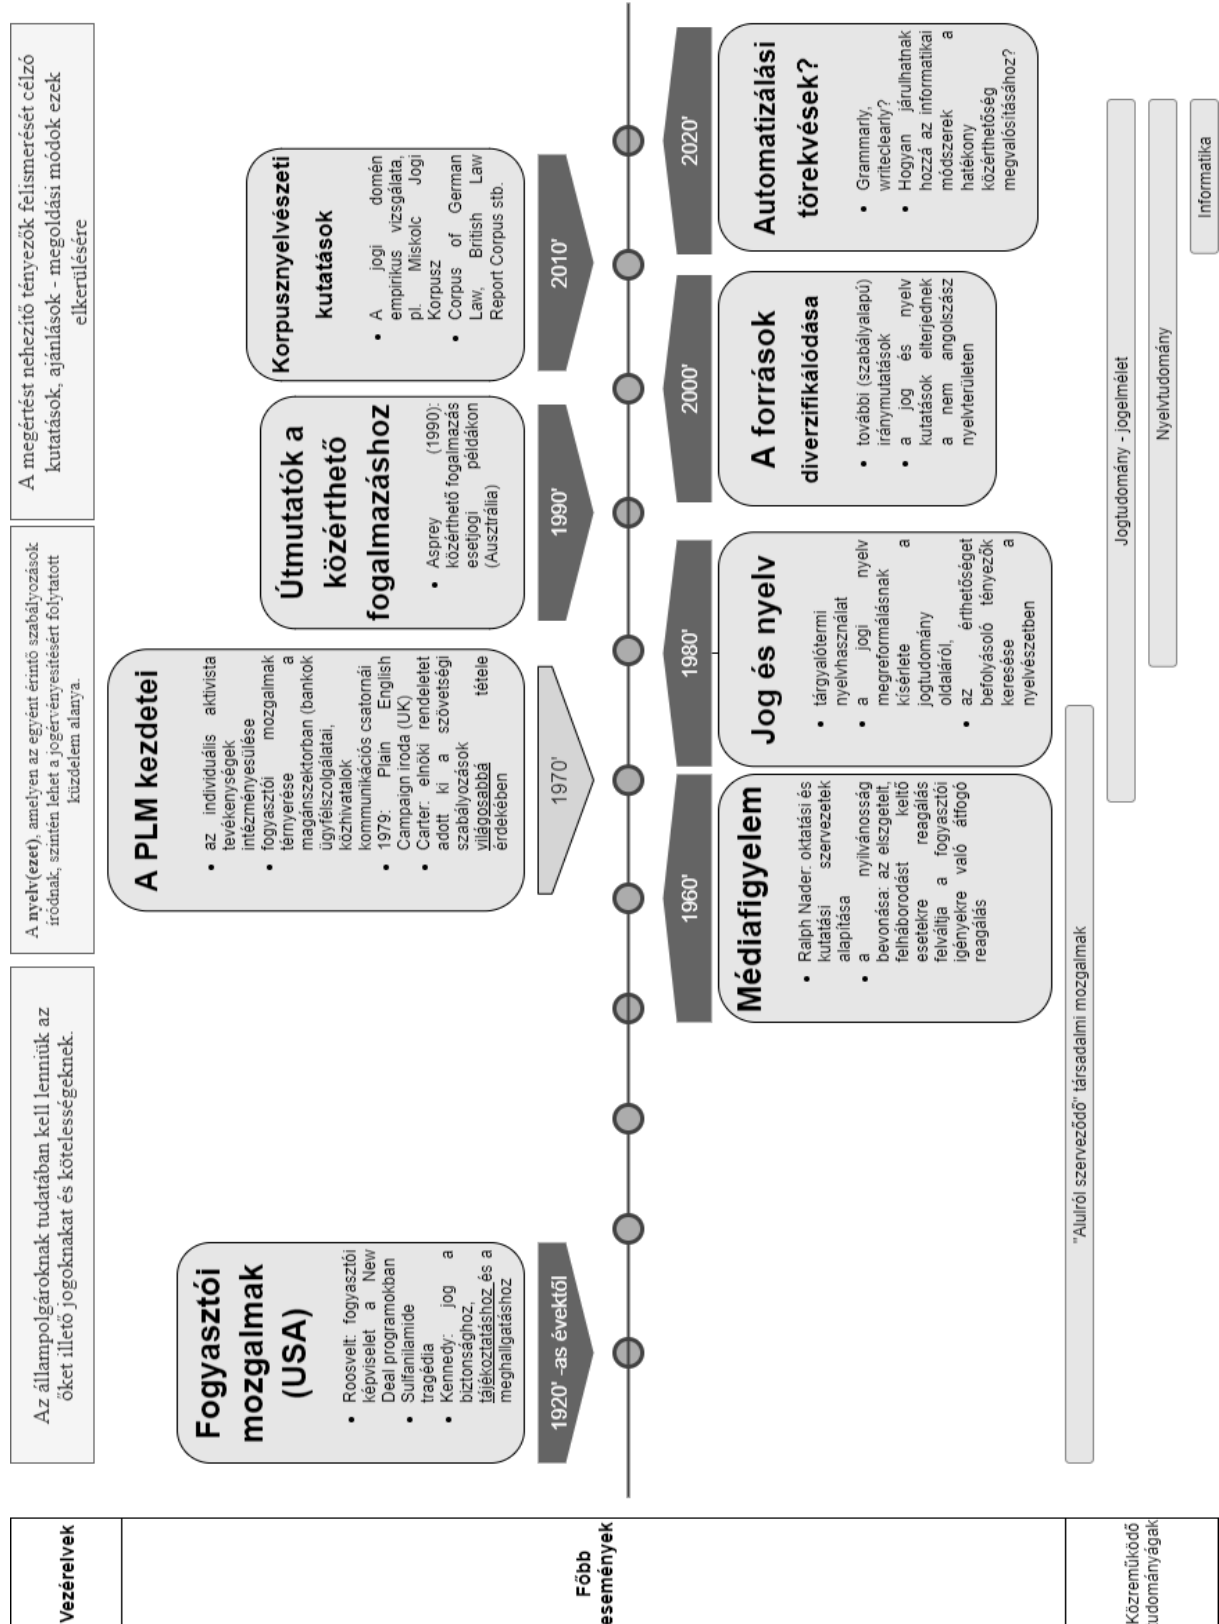 Vezérelvek
Az állampolgároknak tudatában kell lenniük az
őket illető jogoknakat és kötelességeknek.
A nyelv(ezet), amelyen az egyént érintő szabályozások
íródnak, szintén lehet a jogérvényesítésért folytatott
küzdelem alanya.
A megértést nehezítő tényezők felismerését célzó
kutatások, ajánlások - megoldási módok ezek
elkerülésére
Főbb
események
Fogyasztói
mozgalmak
(USA)
• Roosvelt: fogyasztói
képviselet a New
Deal programokban
• Sulfanilamide
tragédia
• Kennedy: jog a
biztonsághoz,
tájékoztatáshoz és a
meghallgatáshoz
1920' -as évektől
A PLM kezdetei
• az individuális aktivista
tevékenységek
intézményesülése
• fogyasztói mozgalmak
térnyerése a
magánszektorban (bankok
ügyfélszolgálatai,
közhivatalok
kommunikációs csatornái
• 1979: Plain English
Campaign iroda (UK)
• Carter: elnöki rendeletet
adott ki a szövetségi
szabályozások
világosabbá tétele
érdekében
1970'
Útmutatók a
közérthető
fogalmazáshoz
• Asprey (1990):
közérthető fogalmazás
esetjogi példákon
(Ausztrália)
1990'
Korpusznyelvészeti
kutatások
• A jogi domén
empirikus vizsgálata,
pl. Miskolc Jogi
Korpusz
• Corpus of German
Law, British Law
Report Corpus stb.
2010'
1960'
Médiafigyelem
• Ralph Nader: oktatási és
kutatási szervezetek
alapítása
• a nyilvánosság
bevonása: az elszgetelt,
felháborodást keltő
esetekre reagálás
felváltja a fogyasztói
igényekre való átfogó
reagálás
1980'
Jog és nyelv
• tárgyalótermi
nyelvhasználat
• a jogi nyelv
megreformálásnak
kísérlete a
jogtudomány
oldaláról,
• az érthetőséget
befolyásoló tényezők
keresése a
nyelvészetben
2000'
A források
diverzifikálódása
• további (szabályalapú)
iránymutatások
• a jog és nyelv
kutatások elterjednek
a nem angolszász
nyelvterületen
2020'
Automatizálási
törekvések?
• Grammarly,
writeclearly?
• Hogyan járulhatnak
hozzá az informatikai
módszerek a
hatékony
közérthetőség
megvalósításához?
Közreműködő
udományágak
"Alulról szerveződő" társadalmi mozgalmak
Jogtudomány - jogelmélet
Nyelvtudomány
Informatika